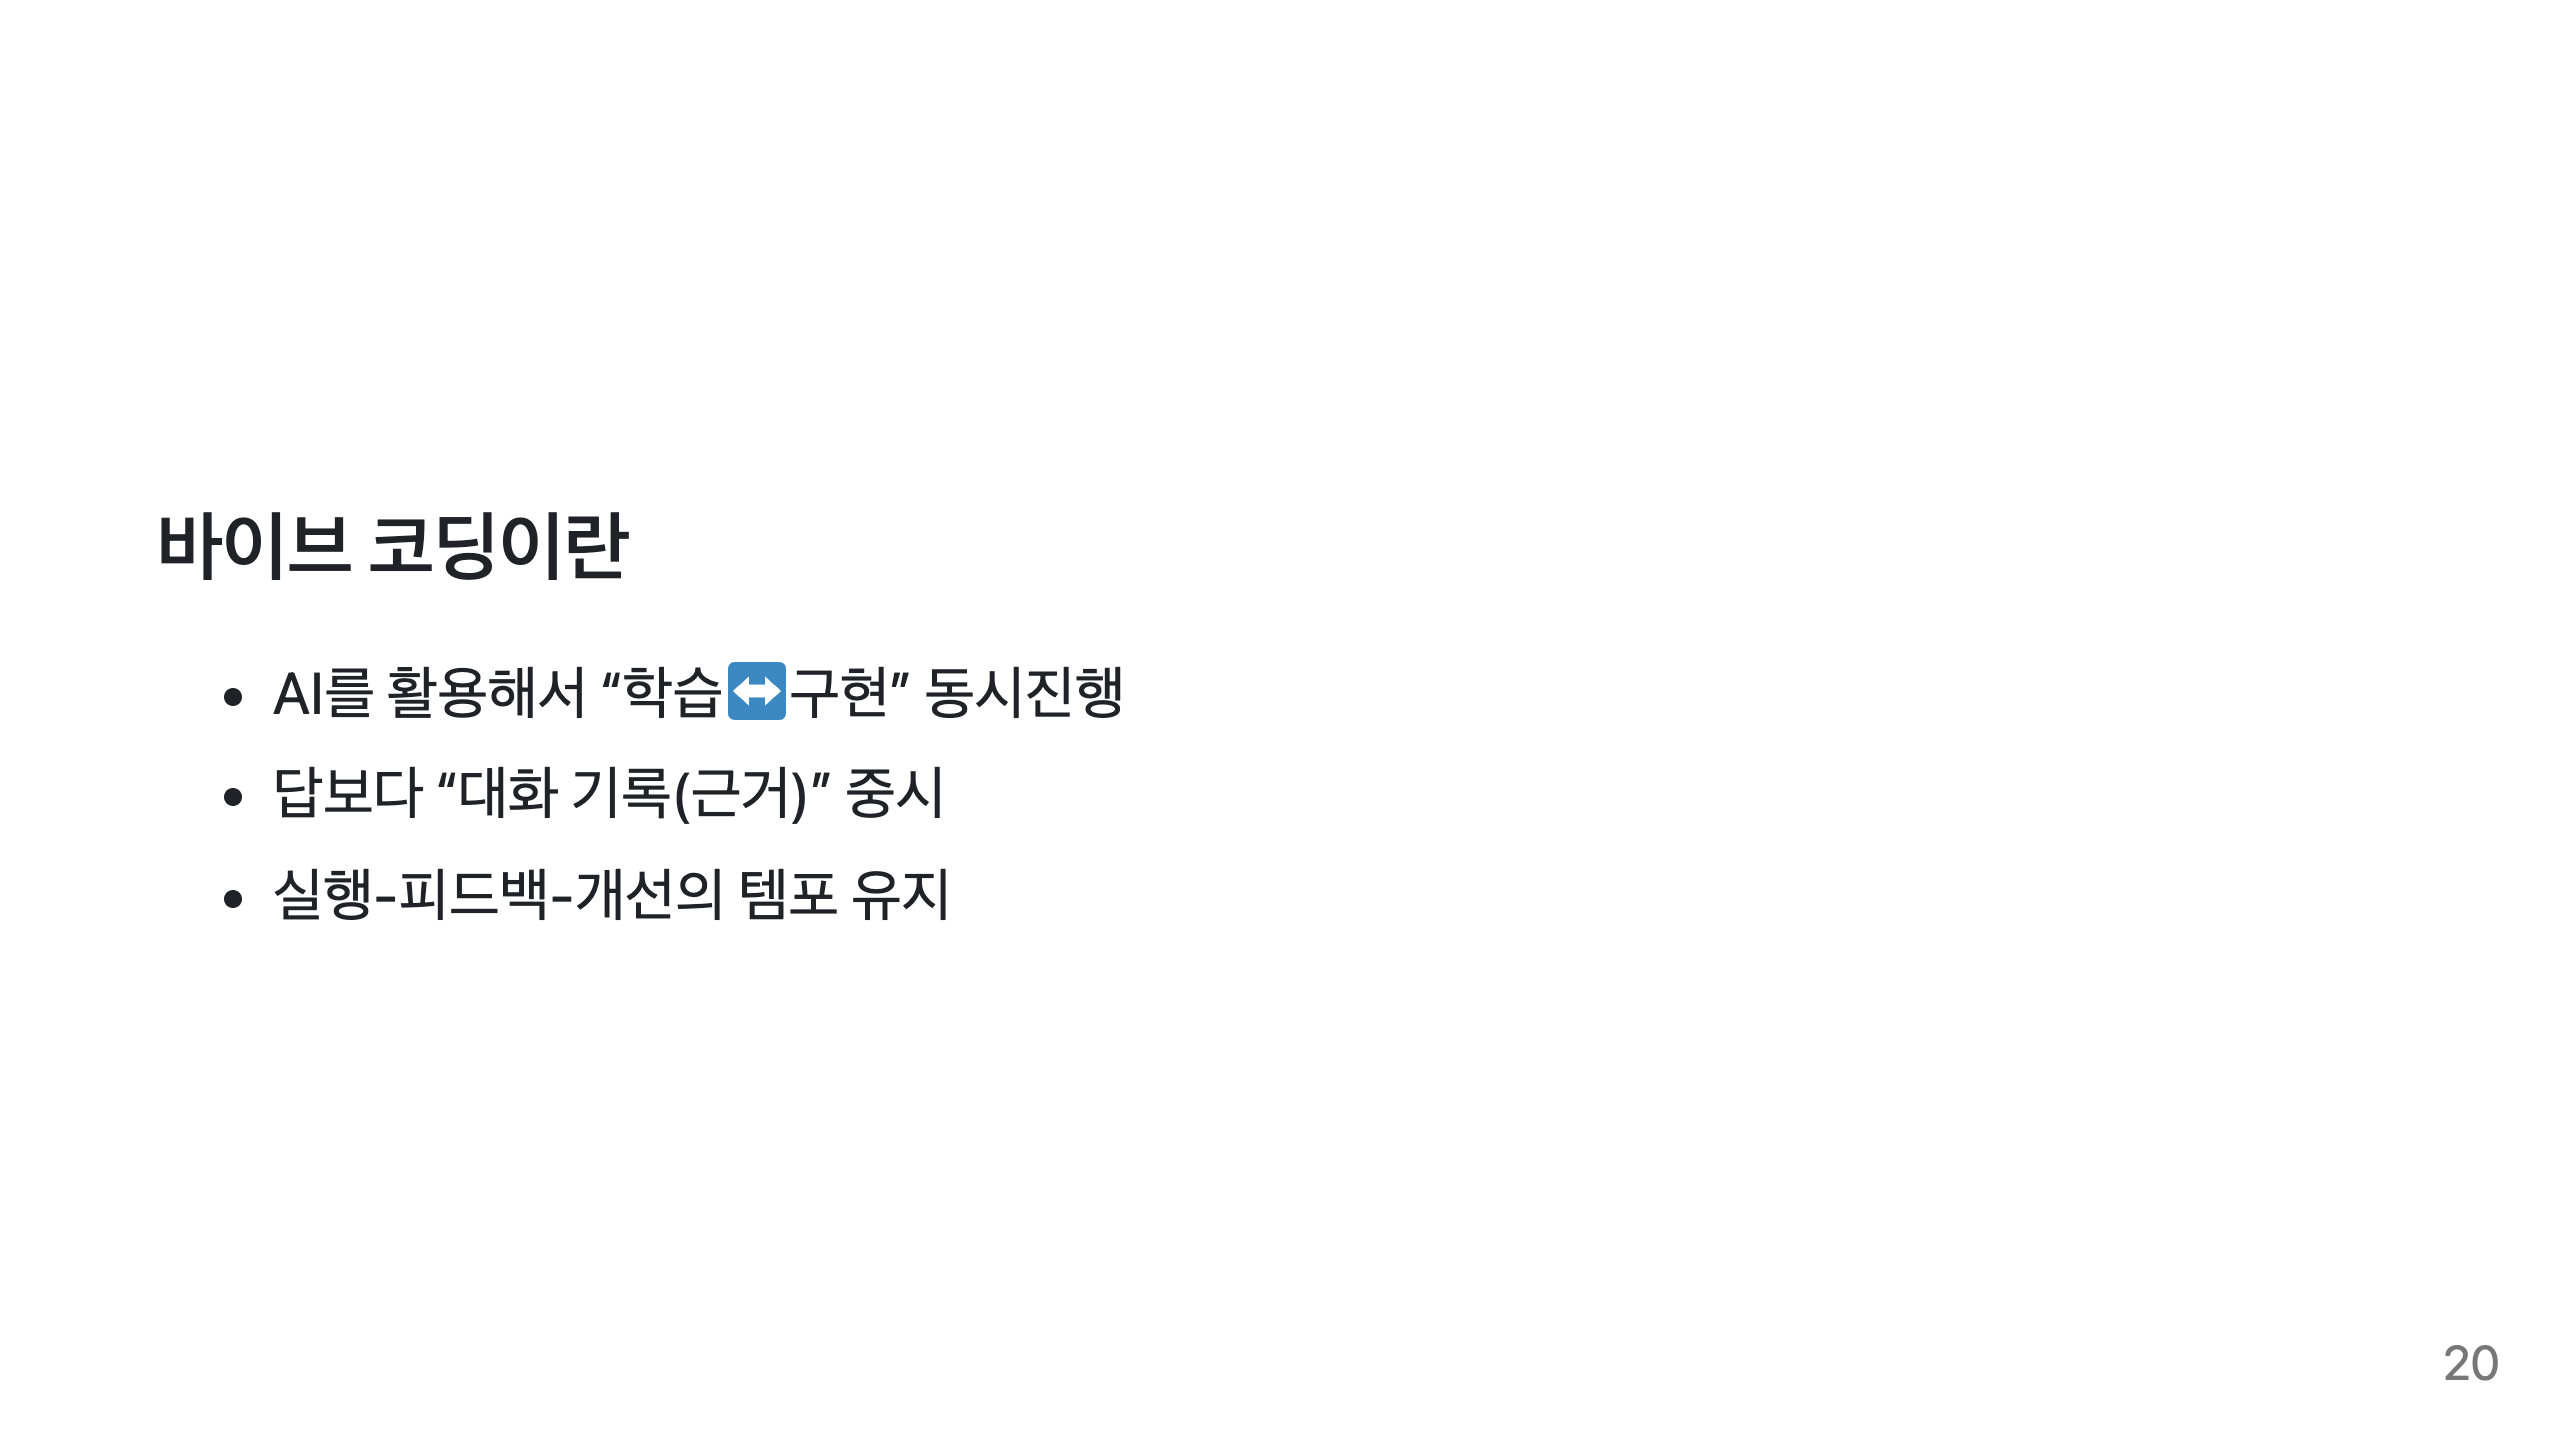 바이브 코딩이란
• AI를 활용해서 “학습↔️구현” 동시진행
• 답보다 “대화 기록(근거)” 중시
• 실행-피드백-개선의 템포 유지
20